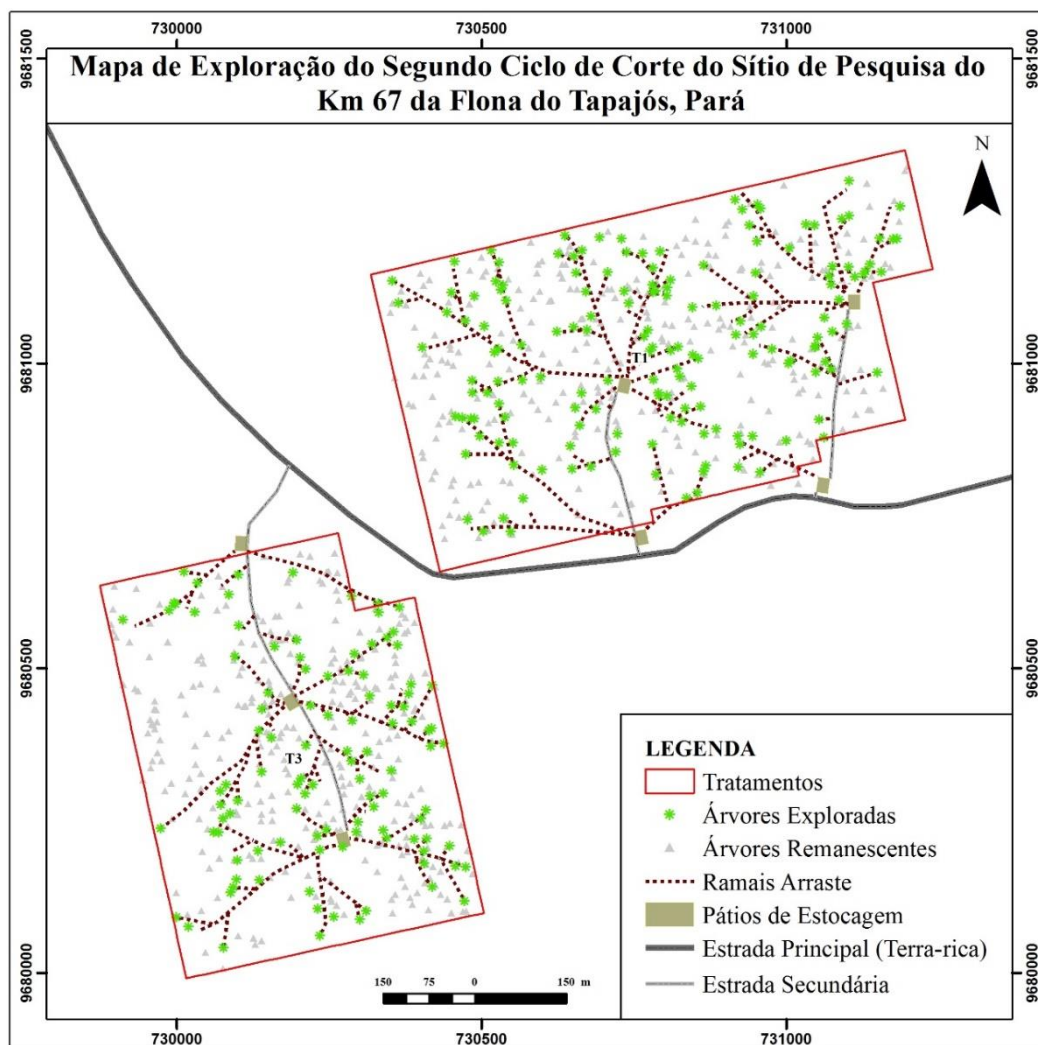 730000 730500 731000
9681500 9681500
Mapa de Exploração do Segundo Ciclo de Corte do Sítio de Pesquisa do
Km 67 da Flona do Tapajós, Pará
N
T1
9681000 9681000
9680500 9680500
T3
LEGENDA
Tratamentos
Árvores Exploradas
Árvores Remanescentes
Ramais Arraste
Pátios de Estocagem
Estrada Principal (Terra-rica)
Estrada Secundária
9680000 9680000
150 75 0 150 m
730000 730500 731000